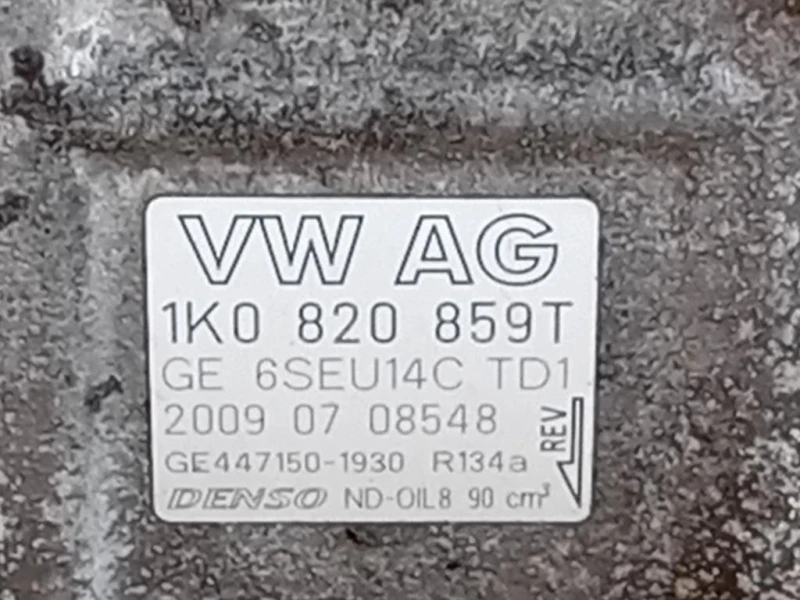 VW AG
1K0 820 859T
GE 6SEU14C TD1
2009 07 08548
REV
GE447150-1930 R134a
DENSO ND-OIL8 90 cm³